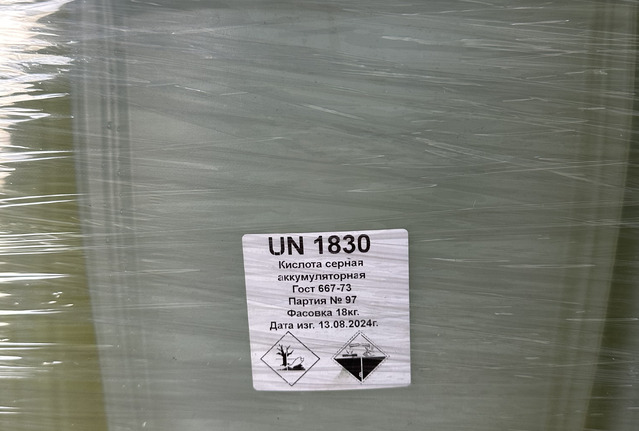 UN 1830
Кислота серная
аккумуляторная
Гост 667-73
Партия № 97
Фасовка 18кг.
Дата изг. 13.08.2024г.